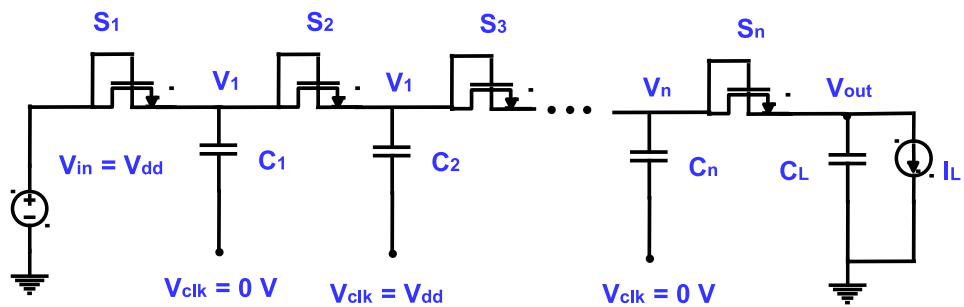 S1
S2
S3
Sn
V1
V1
Vn
Vout
Vin = Vdd
C1
C2
Cn
CL
IL
Vclk = 0 V
Vclk = Vdd
Vclk = 0 V